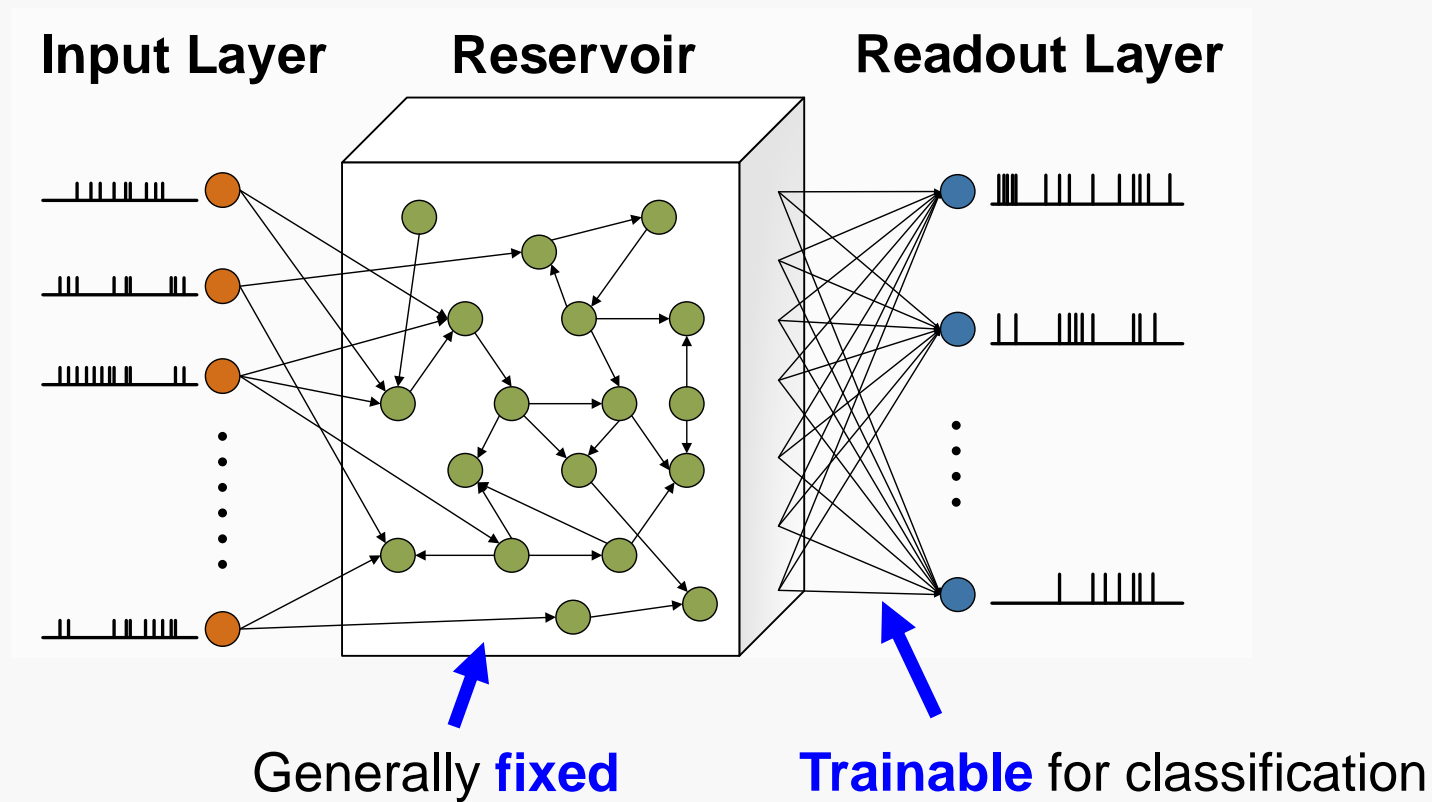 Input Layer
Reservoir
Readout Layer
Generally fixed
Trainable for classification